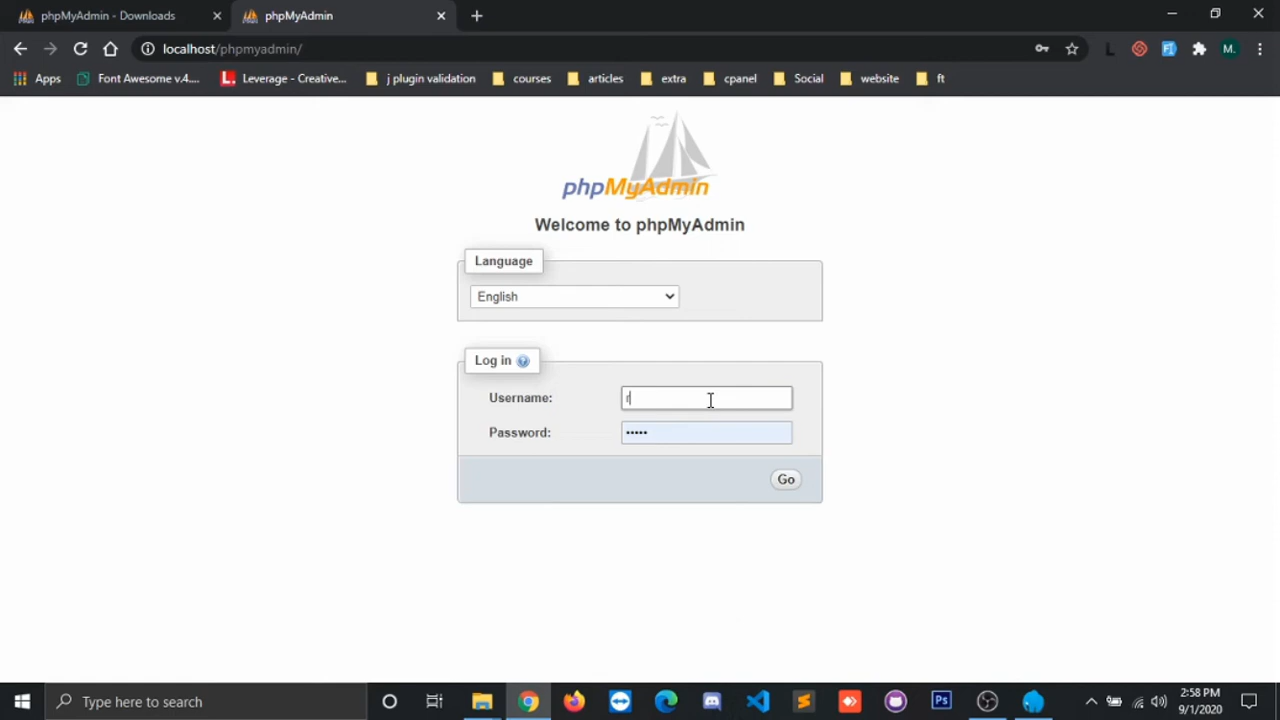 phpMyAdmin - Downloads
phpMyAdmin
localhost/phpmyadmin/
M.
Apps
Font Awesome v.4....
L.
Leverage - Creative...
j plugin validation
courses
articles
extra
cpanel
Social
website
ft
phpMyAdmin
Welcome to phpMyAdmin
Language
English
Log in
Username:
r
Password:
•••••
Go
Type here to search
Ps
2:58 PM
9/1/2020